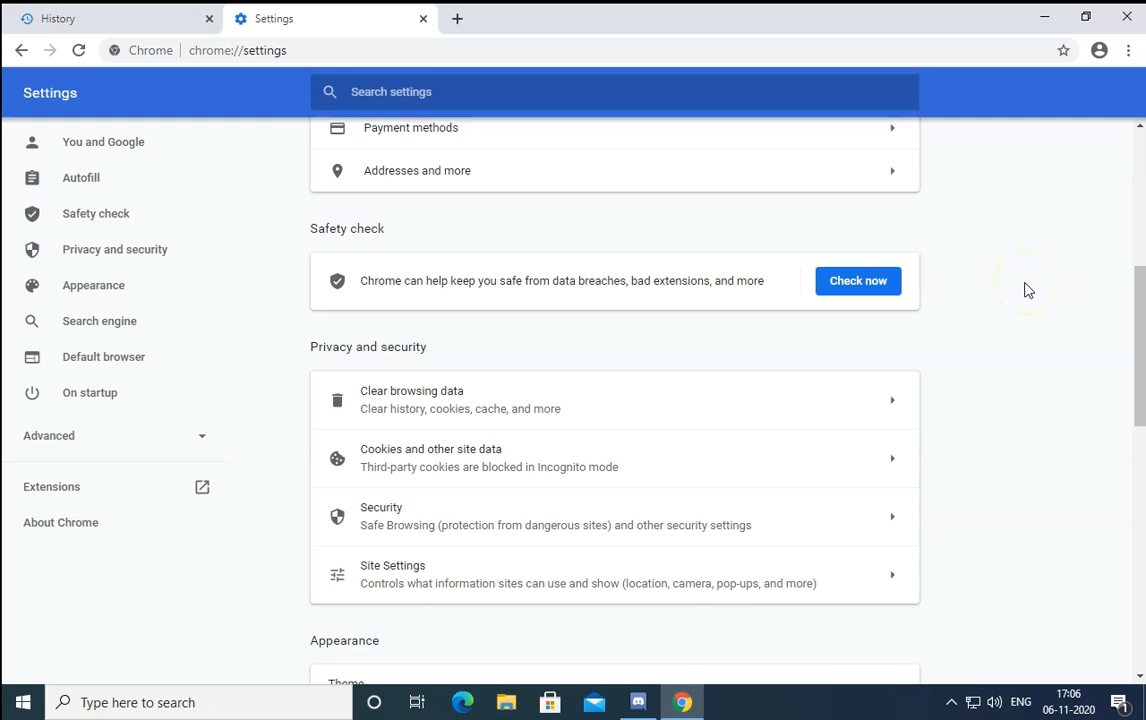 History
Settings
Chrome | chrome://settings
Settings
Search settings
You and Google
Autofill
Safety check
Privacy and security
Appearance
Search engine
Default browser
On startup
Advanced
Extensions
About Chrome
Payment methods
Addresses and more
Safety check
Chrome can help keep you safe from data breaches, bad extensions, and more
Check now
Privacy and security
Clear browsing data
Clear history, cookies, cache, and more
Cookies and other site data
Third-party cookies are blocked in Incognito mode
Security
Safe Browsing (protection from dangerous sites) and other security settings
Site Settings
Controls what information sites can use and show (location, camera, pop-ups, and more)
Appearance
Theme
Type here to search
ENG
17:06
06-11-2020
1